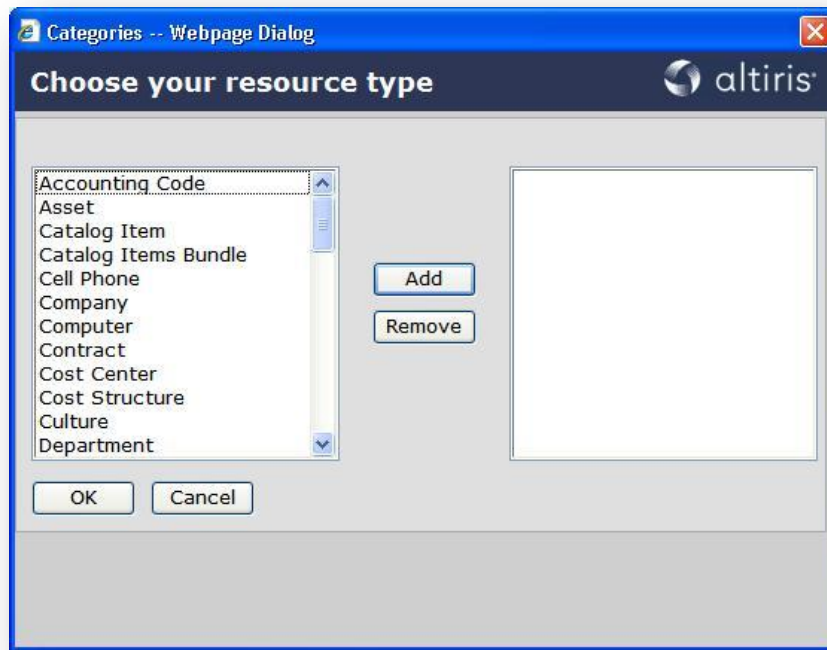 Categories -- Webpage Dialog
Choose your resource type
altiris
Accounting Code
Asset
Catalog Item
Catalog Items Bundle
Cell Phone
Company
Computer
Contract
Cost Center
Cost Structure
Culture
Department
Add
Remove
OK
Cancel